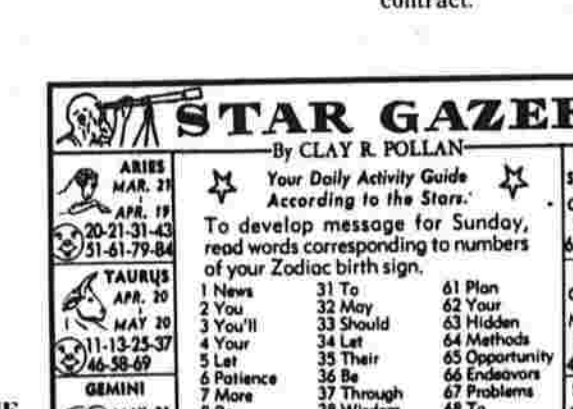 contract.
STAR GAZE
By CLAY R. POLLAN
ARIES
MAR. 21
APR. 19
20-21-31-43
51-61-79-84
TAURUS
APR. 20
MAY 20
11-13-25-37
46-58-69
GEMINI
Your Daily Activity Guide
According to the Stars.
To develop message for Sunday,
read words corresponding to numbers
of your Zodiac birth sign.
1 News
2 You
3 You'll
4 Your
5 Let
6 Patience
7 More
31 To
32 May
33 Should
34 Let
35 Their
36 Be
37 Through
38 Wisdom
61 Plan
62 Your
63 Hidden
64 Methods
65 Opportunity
66 Endeavors
67 Problems
68 To